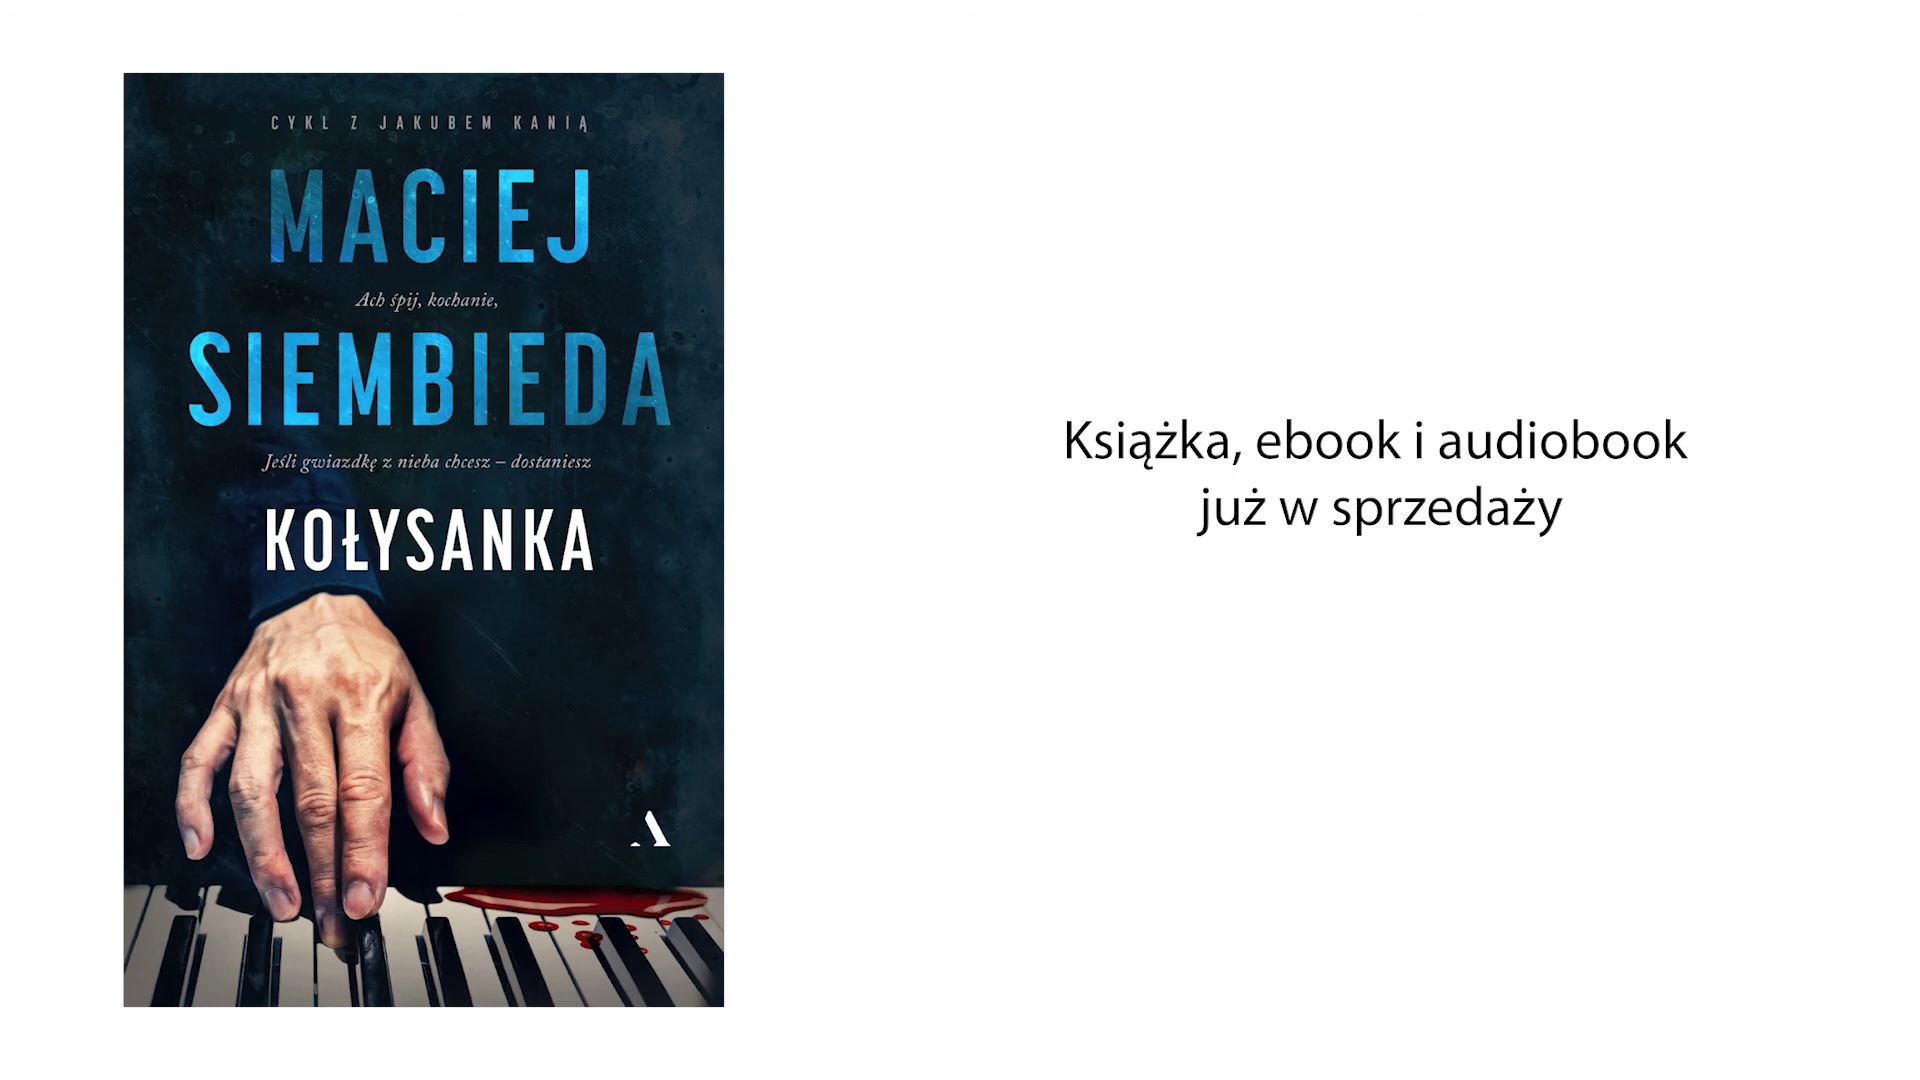 CYKL Z JAKUBEM KANIĄ
MACIEJ
Ach śpij, kochanie,
SIEMBIEDA
Jeśli gwiazdkę z nieba chcesz – dostaniesz
KOŁYSANKA
A
Książka, ebook i audiobook
już w sprzedaży